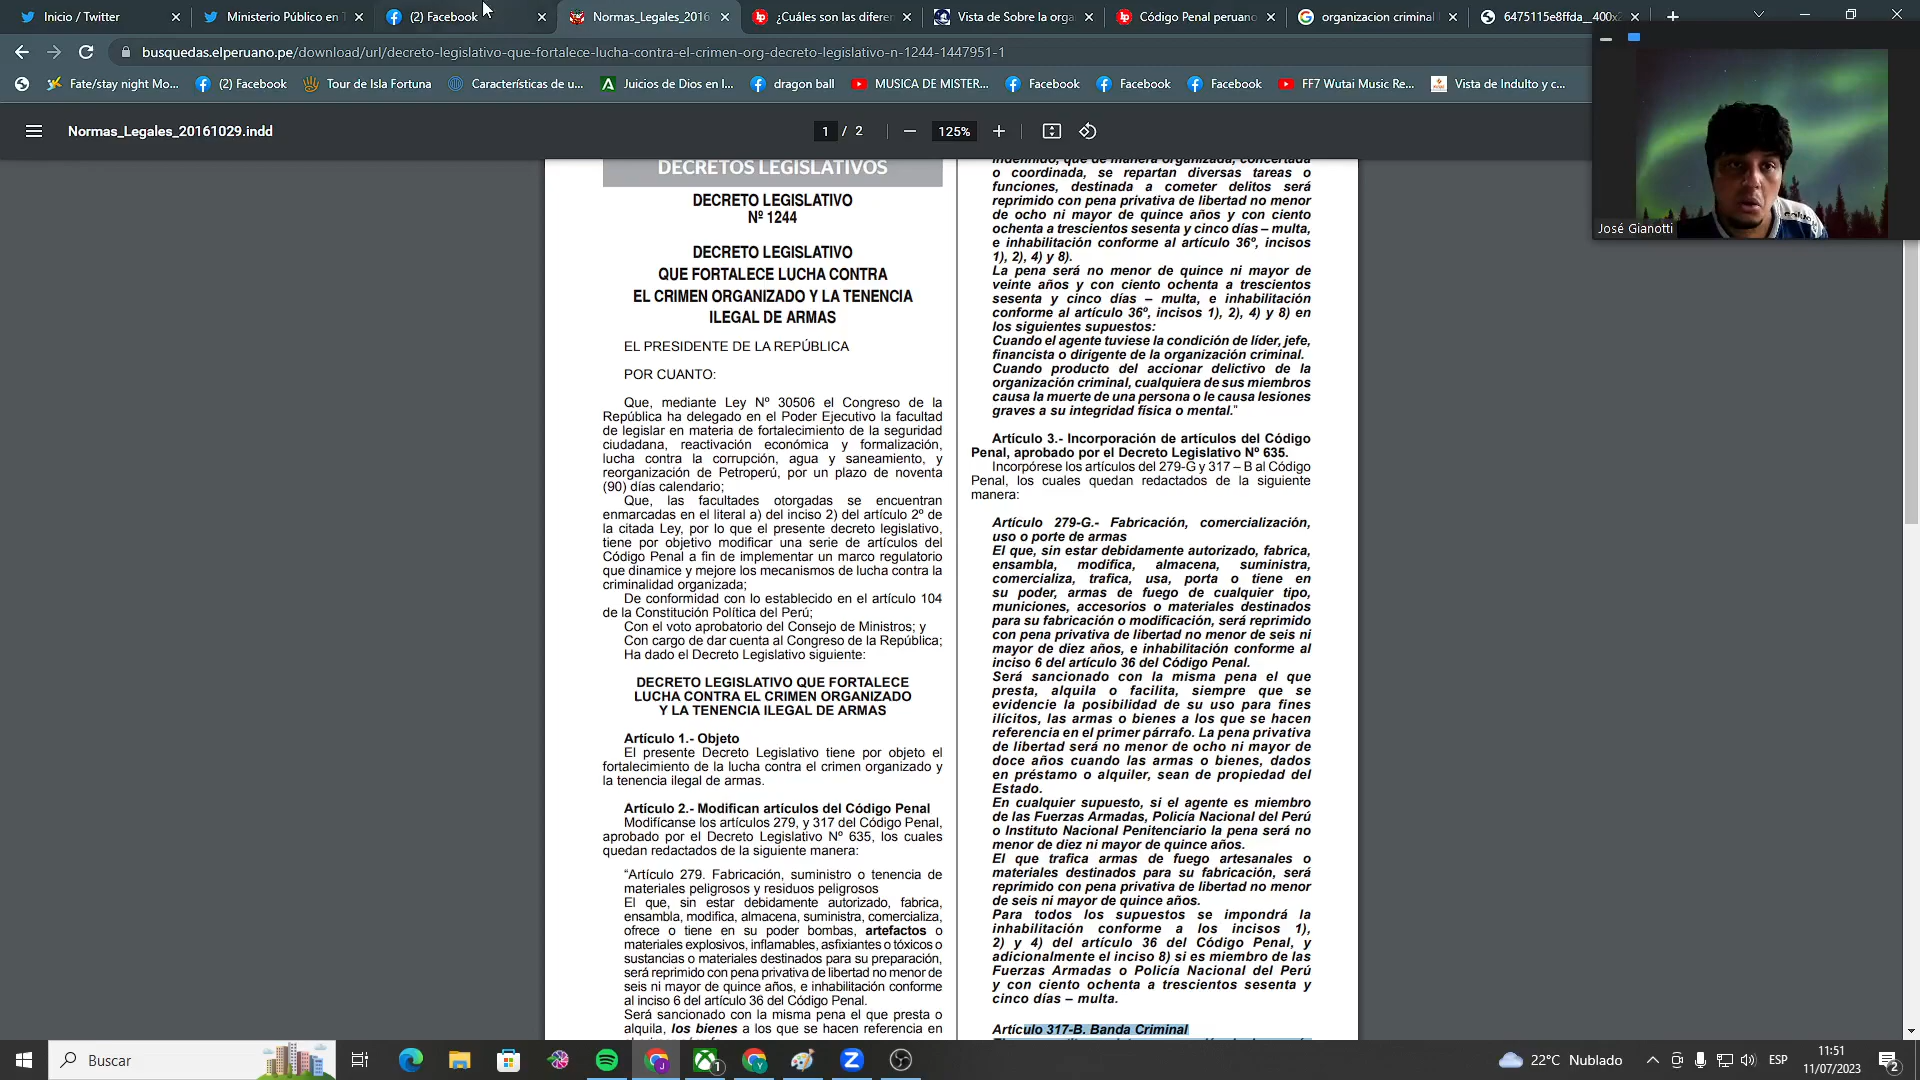 Inicio / Twitter
Ministerio Público en T
(2) Facebook
Normas_Legales_2016
¿Cuáles son las diferen
Vista de Sobre la orga
Código Penal peruano
organizacion criminal
6475115e8ffda__400x2
busquedas.elperuano.pe/download/url/decreto-legislativo-que-fortalece-lucha-contra-el-crimen-org-decreto-legislativo-n-1244-1447951-1
Fate/stay night Mo...
(2) Facebook
Tour de Isla Fortuna
Características de u...
Juicios de Dios en l...
dragon ball
MUSICA DE MISTER...
Facebook
Facebook
Facebook
FF7 Wutai Music Re...
Vista de Indulto y c...
Normas_Legales_20161029.indd
1 / 2
125%
José Gianotti
DECRETOS LEGISLATIVOS
DECRETO LEGISLATIVO
Nº 1244
DECRETO LEGISLATIVO
QUE FORTALECE LUCHA CONTRA
EL CRIMEN ORGANIZADO Y LA TENENCIA
ILEGAL DE ARMAS
EL PRESIDENTE DE LA REPÚBLICA
POR CUANTO:
Que, mediante Ley Nº 30506 el Congreso de la
República ha delegado en el Poder Ejecutivo la facultad
de legislar en materia de fortalecimiento de la seguridad
ciudadana, reactivación económica y formalización,
lucha contra la corrupción, agua y saneamiento, y
reorganización de Petroperú, por un plazo de noventa
(90) días calendario;
Que, las facultades otorgadas se encuentran
enmarcadas en el literal a) del inciso 2) del artículo 2º de
la citada Ley, por lo que el presente decreto legislativo,
tiene por objetivo modificar una serie de artículos del
Código Penal a fin de implementar un marco regulatorio
que dinamice y mejore los mecanismos de lucha contra la
criminalidad organizada;
De conformidad con lo establecido en el artículo 104
de la Constitución Política del Perú;
Con el voto aprobatorio del Consejo de Ministros; y
Con cargo de dar cuenta al Congreso de la República;
Ha dado el Decreto Legislativo siguiente:
DECRETO LEGISLATIVO QUE FORTALECE
LUCHA CONTRA EL CRIMEN ORGANIZADO
Y LA TENENCIA ILEGAL DE ARMAS
Artículo 1.- Objeto
El presente Decreto Legislativo tiene por objeto el
fortalecimiento de la lucha contra el crimen organizado y
la tenencia ilegal de armas.
Artículo 2.- Modifican artículos del Código Penal
Modifícanse los artículos 279, y 317 del Código Penal,
aprobado por el Decreto Legislativo Nº 635, los cuales
quedan redactados de la siguiente manera:
“Artículo 279. Fabricación, suministro o tenencia de
materiales peligrosos y residuos peligrosos
El que, sin estar debidamente autorizado, fabrica,
ensambla, modifica, almacena, suministra, comercializa,
ofrece o tiene en su poder bombas, artefactos o
materiales explosivos, inflamables, asfixiantes o tóxicos o
sustancias o materiales destinados para su preparación,
será reprimido con pena privativa de libertad no menor de
seis ni mayor de quince años, e inhabilitación conforme
al inciso 6 del artículo 36 del Código Penal.
Será sancionado con la misma pena el que presta o
alquila, los bienes a los que se hacen referencia en
indefinido, que de manera organizada, concertada
o coordinada, se repartan diversas tareas o
funciones, destinada a cometer delitos será
reprimido con pena privativa de libertad no menor
de ocho ni mayor de quince años y con ciento
ochenta a trescientos sesenta y cinco días – multa,
e inhabilitación conforme al artículo 36º, incisos
1), 2), 4) y 8).
La pena será no menor de quince ni mayor de
veinte años y con ciento ochenta a trescientos
sesenta y cinco días – multa, e inhabilitación
conforme al artículo 36º, incisos 1), 2), 4) y 8) en
los siguientes supuestos:
Cuando el agente tuviese la condición de líder, jefe,
financista o dirigente de la organización criminal.
Cuando producto del accionar delictivo de la
organización criminal, cualquiera de sus miembros
causa la muerte de una persona o le causa lesiones
graves a su integridad física o mental.”
Artículo 3.- Incorporación de artículos del Código
Penal, aprobado por el Decreto Legislativo Nº 635.
Incorpórese los artículos del 279-G y 317 – B al Código
Penal, los cuales quedan redactados de la siguiente
manera:
Artículo 279-G.- Fabricación, comercialización,
uso o porte de armas
El que, sin estar debidamente autorizado, fabrica,
ensambla, modifica, almacena, suministra,
comercializa, trafica, usa, porta o tiene en
su poder, armas de fuego de cualquier tipo,
municiones, accesorios o materiales destinados
para su fabricación o modificación, será reprimido
con pena privativa de libertad no menor de seis ni
mayor de diez años, e inhabilitación conforme al
inciso 6 del artículo 36 del Código Penal.
Será sancionado con la misma pena el que
presta, alquila o facilita, siempre que se
evidencie la posibilidad de su uso para fines
ilícitos, las armas o bienes a los que se hacen
referencia en el primer párrafo. La pena privativa
de libertad será no menor de ocho ni mayor de
doce años cuando las armas o bienes, dados
en préstamo o alquiler, sean de propiedad del
Estado.
En cualquier supuesto, si el agente es miembro
de las Fuerzas Armadas, Policía Nacional del Perú
o Instituto Nacional Penitenciario la pena será no
menor de diez ni mayor de quince años.
El que trafica armas de fuego artesanales o
materiales destinados para su fabricación, será
reprimido con pena privativa de libertad no menor
de seis ni mayor de quince años.
Para todos los supuestos se impondrá la
inhabilitación conforme a los incisos 1),
2) y 4) del artículo 36 del Código Penal, y
adicionalmente el inciso 8) si es miembro de las
Fuerzas Armadas o Policía Nacional del Perú
y con ciento ochenta a trescientos sesenta y
cinco días – multa.
Artículo 317-B. Banda Criminal
Buscar
1
22°C Nublado
ESP
11:51
11/07/2023
2